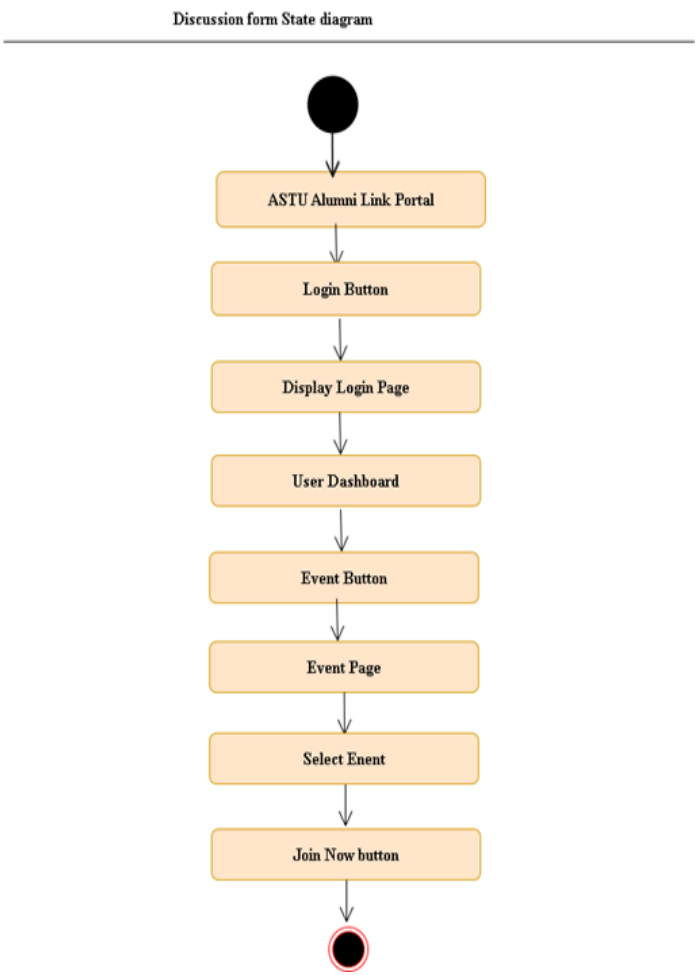 Discussion form State diagram
ASTU Alumni Link Portal
Login Button
Display Login Page
User Dashboard
Event Button
Event Page
Select Enent
Join Now button